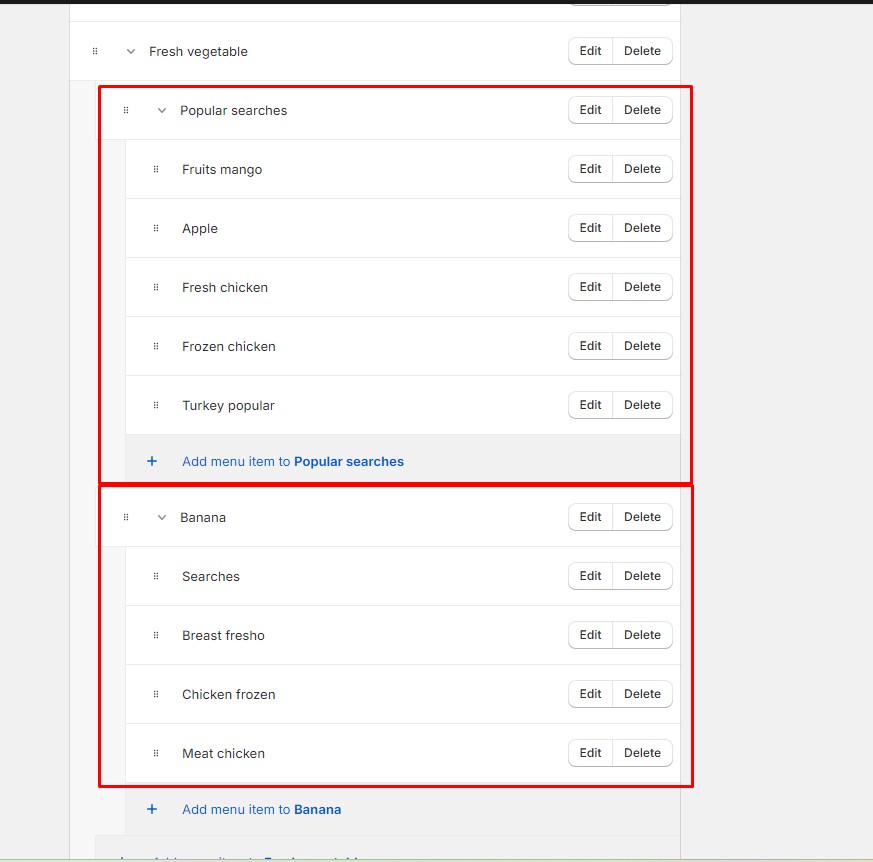 Fresh vegetable Edit Delete
Popular searches Edit Delete
Fruits mango Edit Delete
Apple Edit Delete
Fresh chicken Edit Delete
Frozen chicken Edit Delete
Turkey popular Edit Delete
+ Add menu item to Popular searches
Banana Edit Delete
Searches Edit Delete
Breast fresho Edit Delete
Chicken frozen Edit Delete
Meat chicken Edit Delete
+ Add menu item to Banana